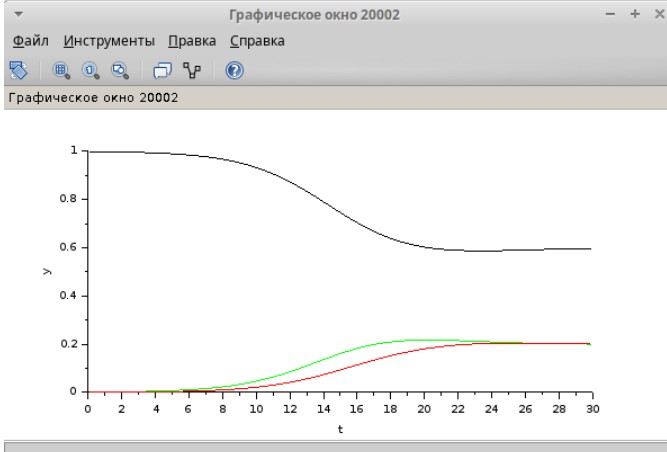 Графическое окно 20002
Файл Инструменты Правка Справка
Графическое окно 20002
1
0.8
0.6
y
0.4
0.2
0
0 2 4 6 8 10 12 14 16 18 20 22 24 26 28 30
t